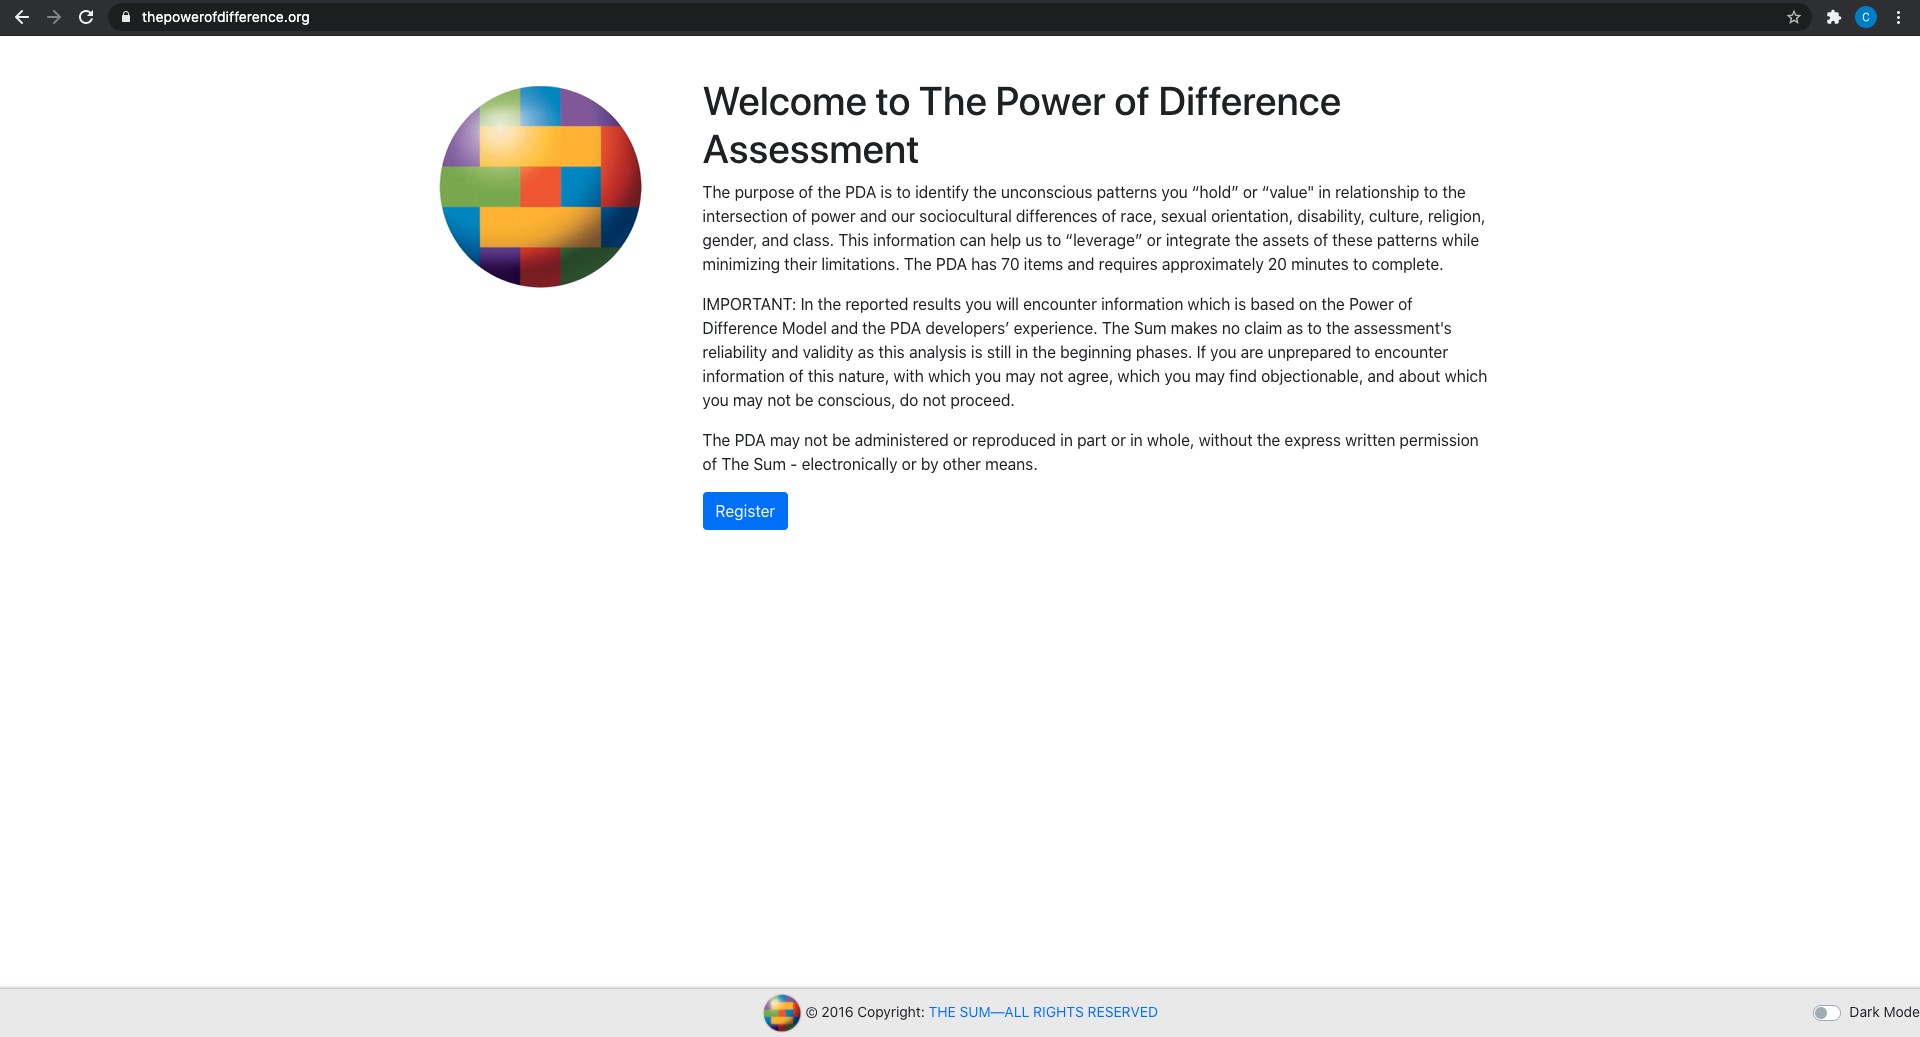 thepowerofdifference.org
C
Welcome to The Power of Difference
Assessment
The purpose of the PDA is to identify the unconscious patterns you “hold” or “value" in relationship to the
intersection of power and our sociocultural differences of race, sexual orientation, disability, culture, religion,
gender, and class. This information can help us to “leverage” or integrate the assets of these patterns while
minimizing their limitations. The PDA has 70 items and requires approximately 20 minutes to complete.
IMPORTANT: In the reported results you will encounter information which is based on the Power of
Difference Model and the PDA developers’ experience. The Sum makes no claim as to the assessment's
reliability and validity as this analysis is still in the beginning phases. If you are unprepared to encounter
information of this nature, with which you may not agree, which you may find objectionable, and about which
you may not be conscious, do not proceed.
The PDA may not be administered or reproduced in part or in whole, without the express written permission
of The Sum - electronically or by other means.
Register
© 2016 Copyright: THE SUM—ALL RIGHTS RESERVED
Dark Mode